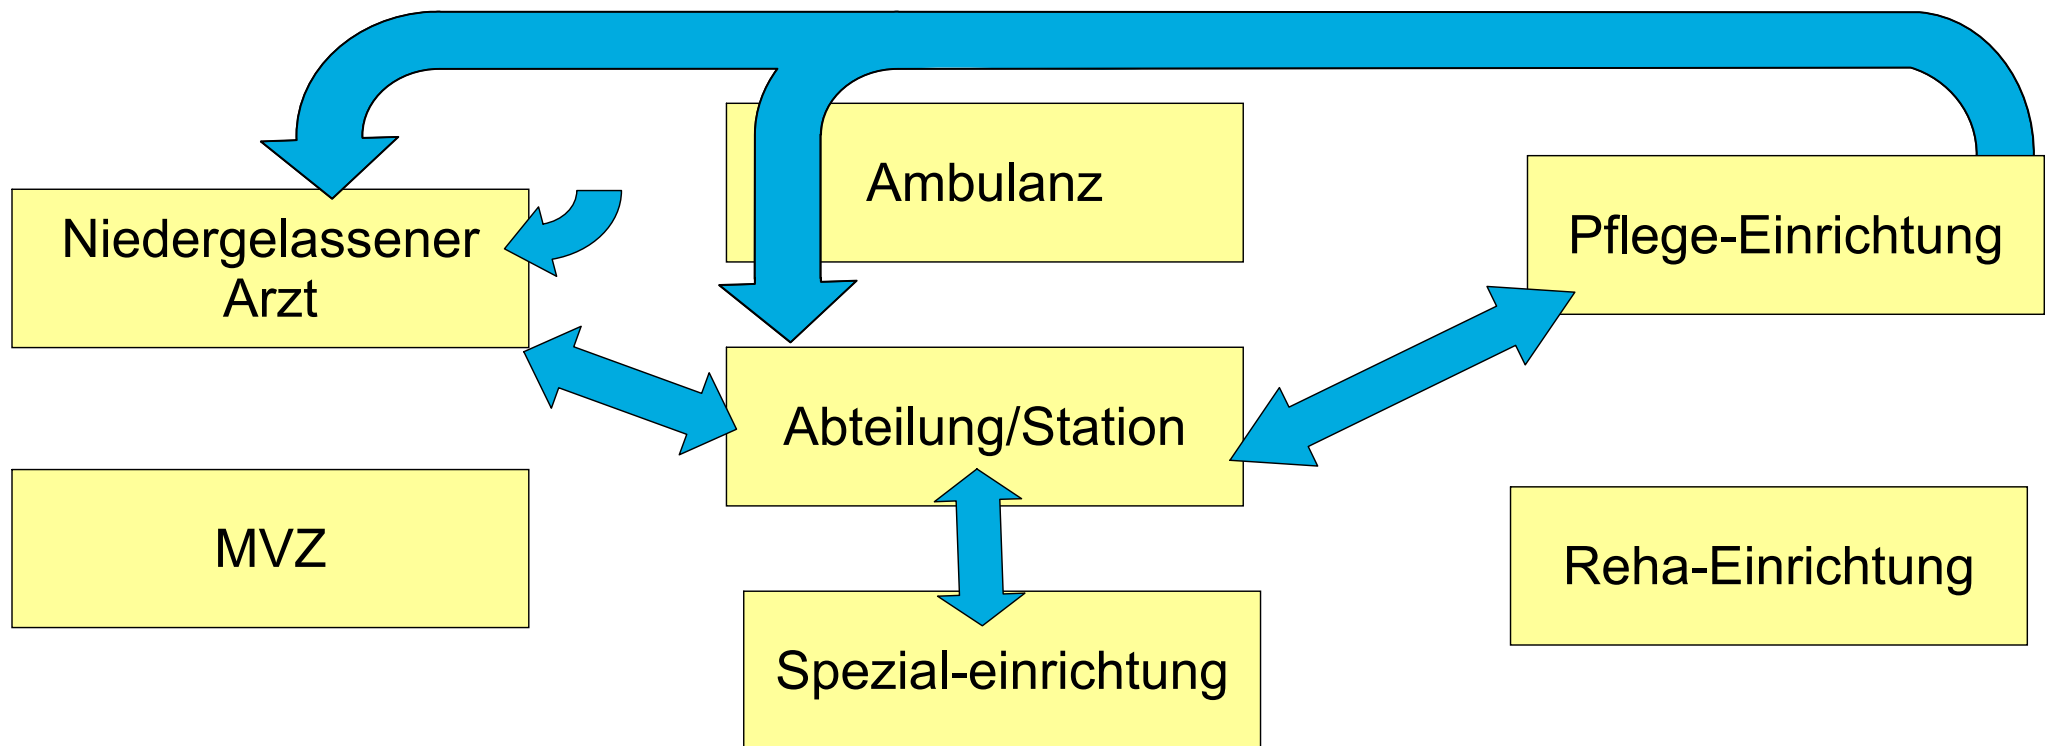 Ambulanz
Niedergelassener
Arzt
Pflege-Einrichtung
Abteilung/Station
MVZ
Reha-Einrichtung
Spezial-einrichtung